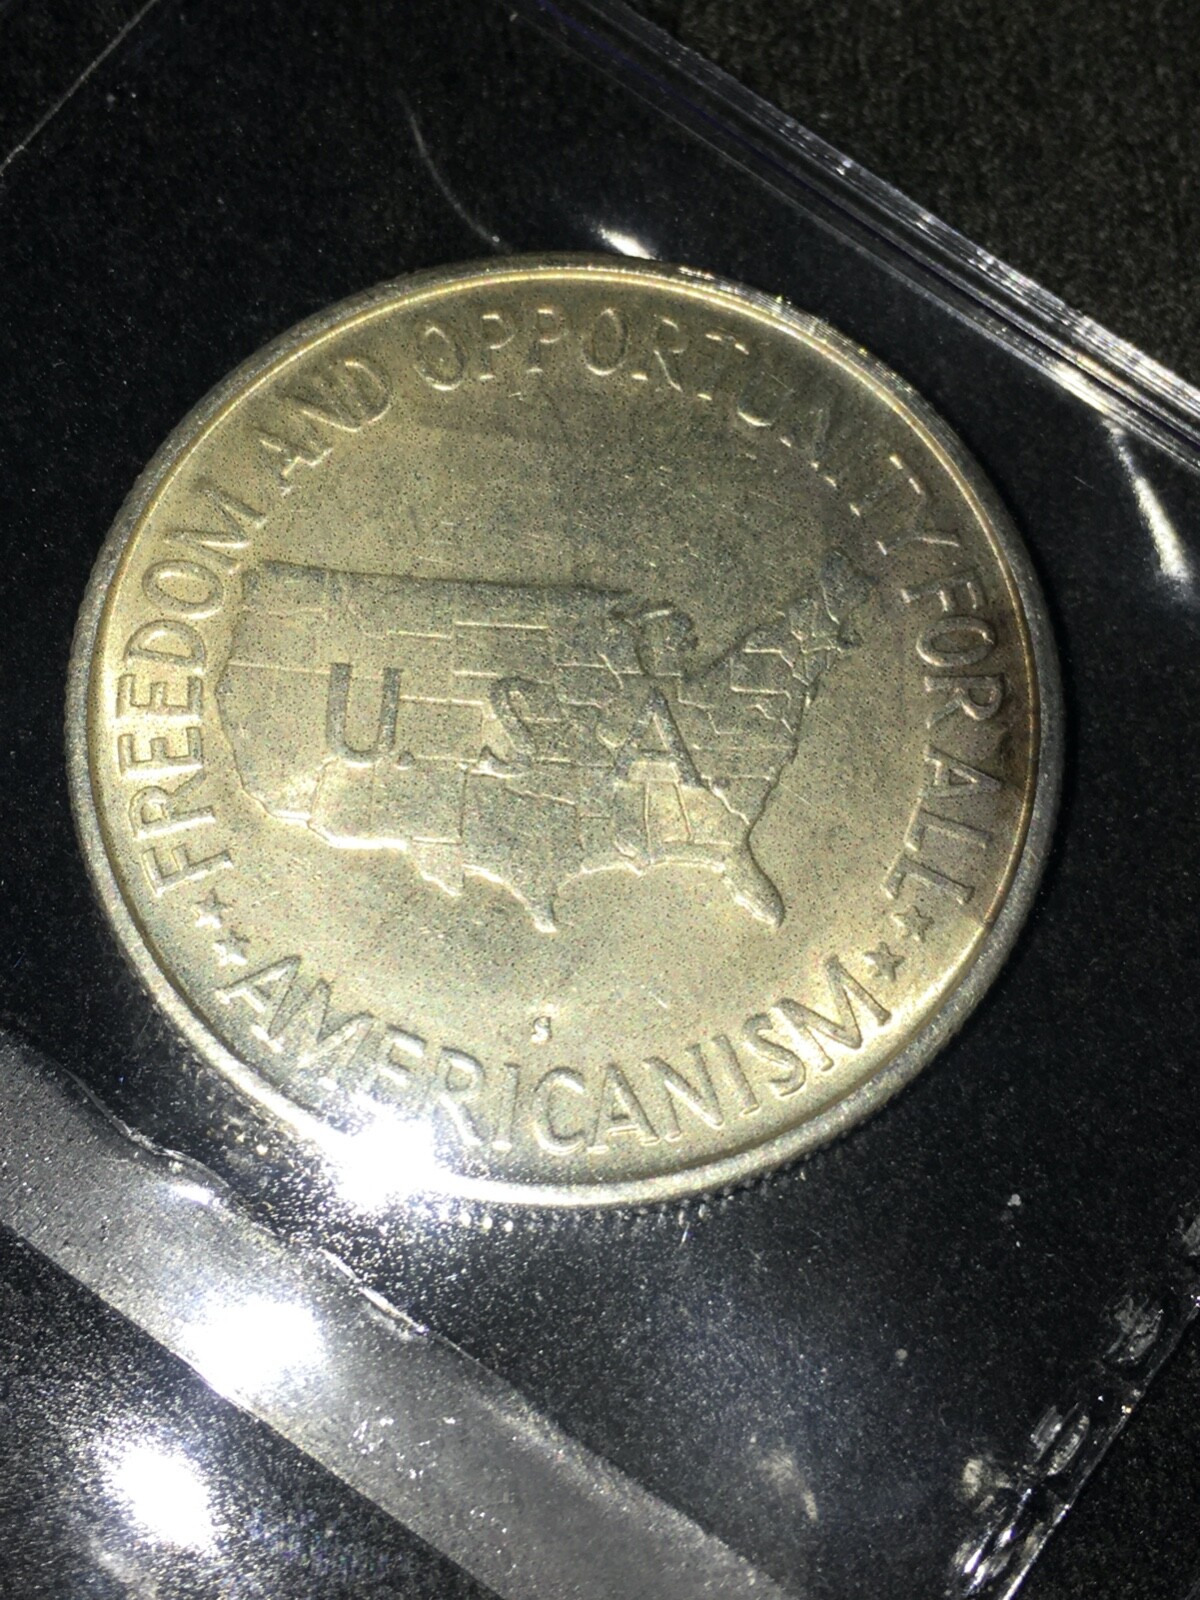 FREEDOM AND OPPORTUNITY FOR ALL
U.S.A.
S
AMERICANISM